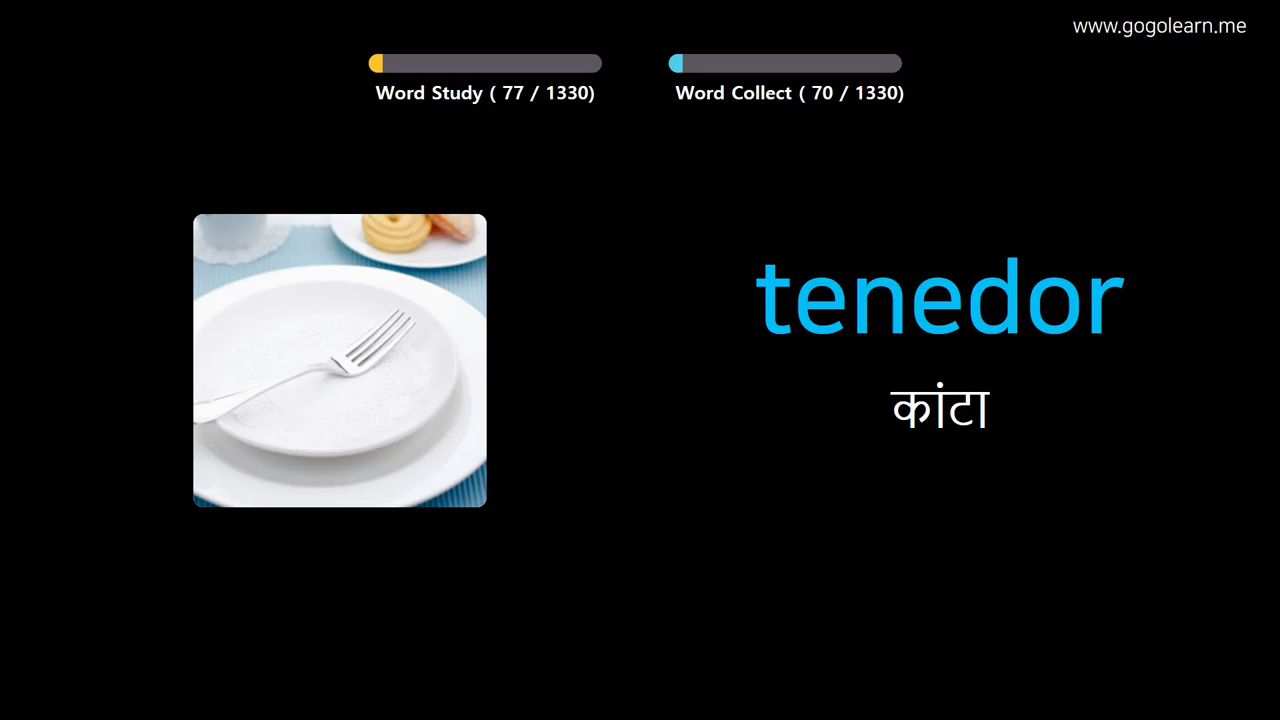 www.gogolearn.me
Word Study ( 77 / 1330)
Word Collect ( 70 / 1330)
tenedor
कांटा